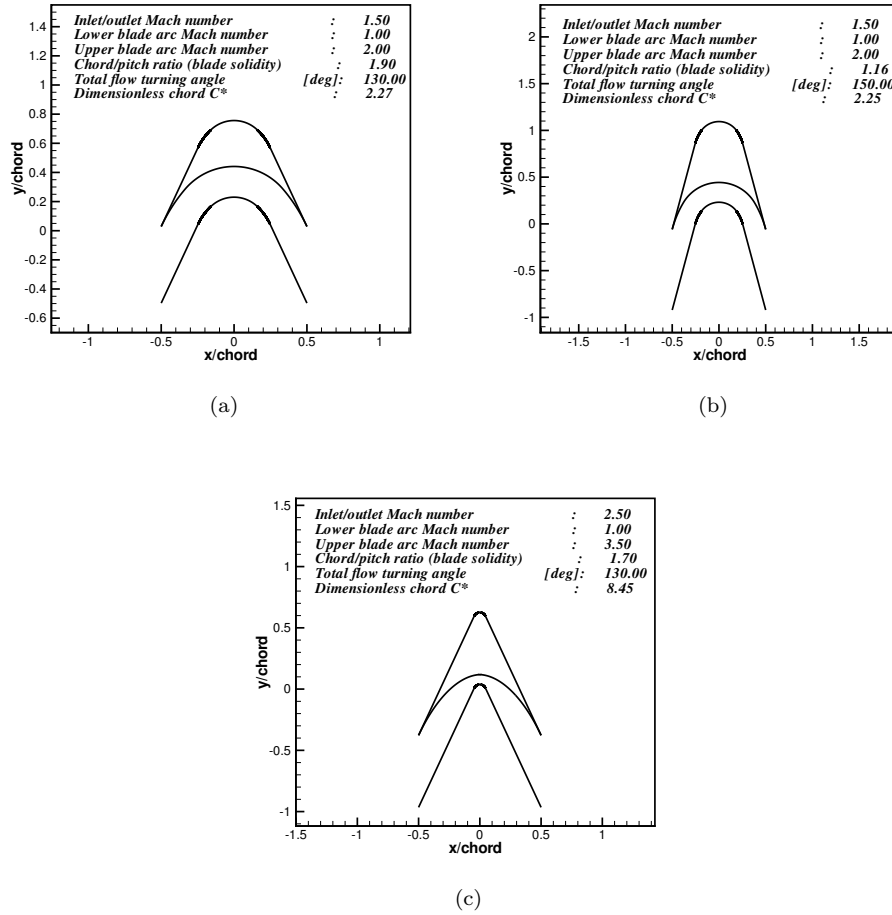 Inlet/outlet Mach number : 1.50
Lower blade arc Mach number : 1.00
Upper blade arc Mach number : 2.00
Chord/pitch ratio (blade solidity) : 1.90
Total flow turning angle [deg]: 130.00
Dimensionless chord C* : 2.27
y/chord
1.4
1.2
1
0.8
0.6
0.4
0.2
0
-0.2
-0.4
-0.6
-1 -0.5 0 0.5 1
x/chord
(a)
Inlet/outlet Mach number : 1.50
Lower blade arc Mach number : 1.00
Upper blade arc Mach number : 2.00
Chord/pitch ratio (blade solidity) : 1.16
Total flow turning angle [deg]: 150.00
Dimensionless chord C* : 2.25
y/chord
2
1.5
1
0.5
0
-0.5
-1
-1.5 -1 -0.5 0 0.5 1 1.5
x/chord
(b)
Inlet/outlet Mach number : 2.50
Lower blade arc Mach number : 1.00
Upper blade arc Mach number : 3.50
Chord/pitch ratio (blade solidity) : 1.70
Total flow turning angle [deg]: 130.00
Dimensionless chord C* : 8.45
y/chord
1.5
1
0.5
0
-0.5
-1
-1.5 -1 -0.5 0 0.5 1
x/chord
(c)